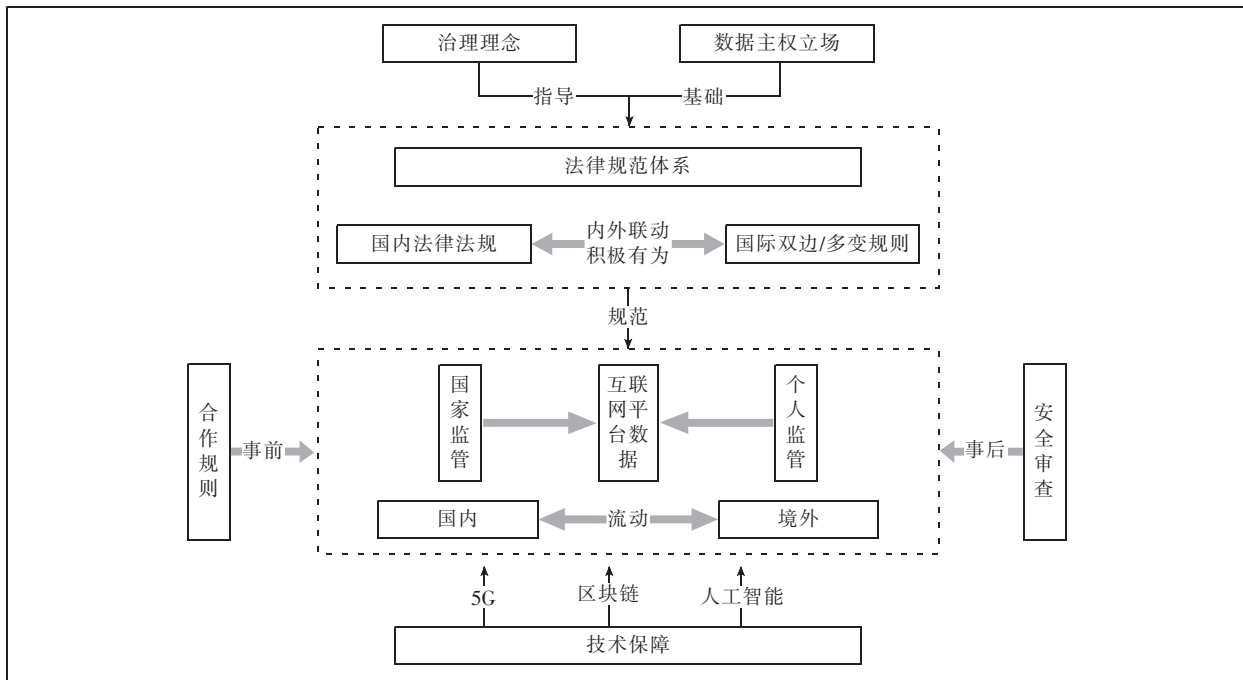 治理理念
数据主权立场
指导
基础
法律规范体系
国内法律法规
内外联动
积极有为
国际双边/多变规则
规范
合作规则
事前
国家监管
互联
网平
台数
据
个人监管
事后
安全审查
国内
流动
境外
5G
区块链
人工智能
技术保障